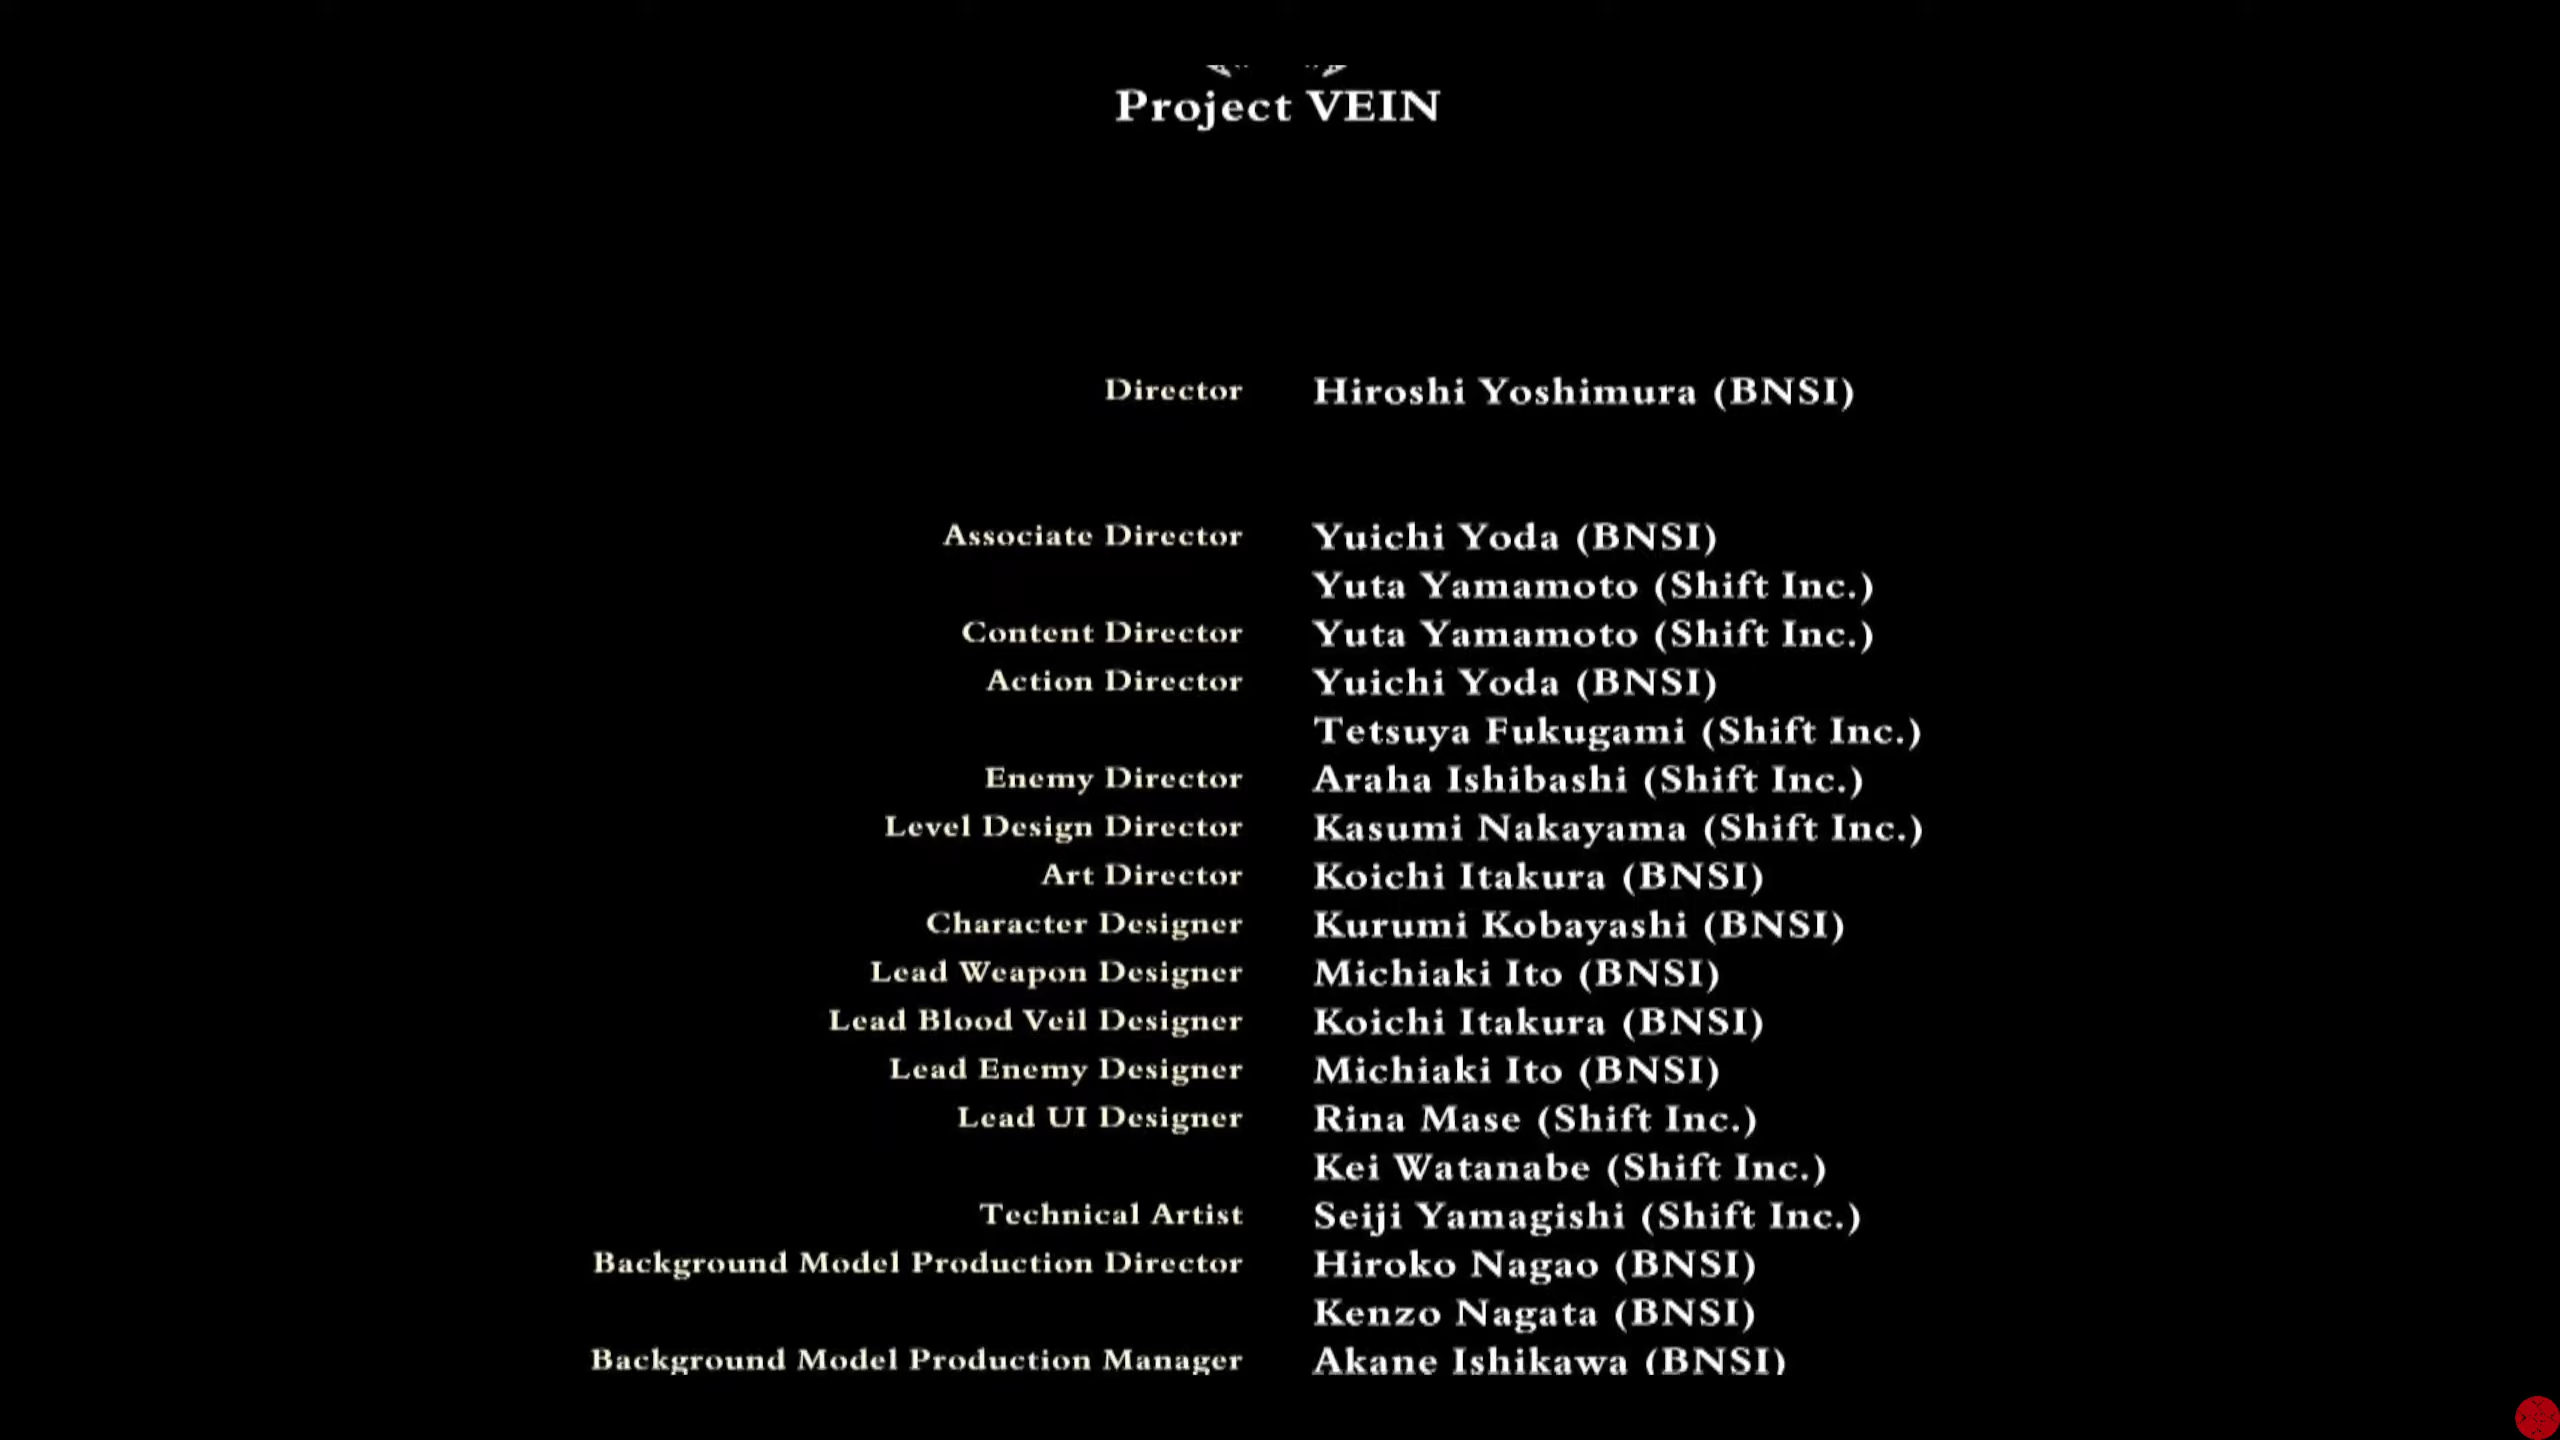 Project VEIN
Director Hiroshi Yoshimura (BNSI)
Associate Director Yuichi Yoda (BNSI)
Yuta Yamamoto (Shift Inc.)
Content Director Yuta Yamamoto (Shift Inc.)
Action Director Yuichi Yoda (BNSI)
Tetsuya Fukugami (Shift Inc.)
Enemy Director Araha Ishibashi (Shift Inc.)
Level Design Director Kasumi Nakayama (Shift Inc.)
Art Director Koichi Itakura (BNSI)
Character Designer Kurumi Kobayashi (BNSI)
Lead Weapon Designer Michiaki Ito (BNSI)
Lead Blood Veil Designer Koichi Itakura (BNSI)
Lead Enemy Designer Michiaki Ito (BNSI)
Lead UI Designer Rina Mase (Shift Inc.)
Kei Watanabe (Shift Inc.)
Technical Artist Seiji Yamagishi (Shift Inc.)
Background Model Production Director Hiroko Nagao (BNSI)
Kenzo Nagata (BNSI)
Background Model Production Manager Akane Ishikawa (BNSI)